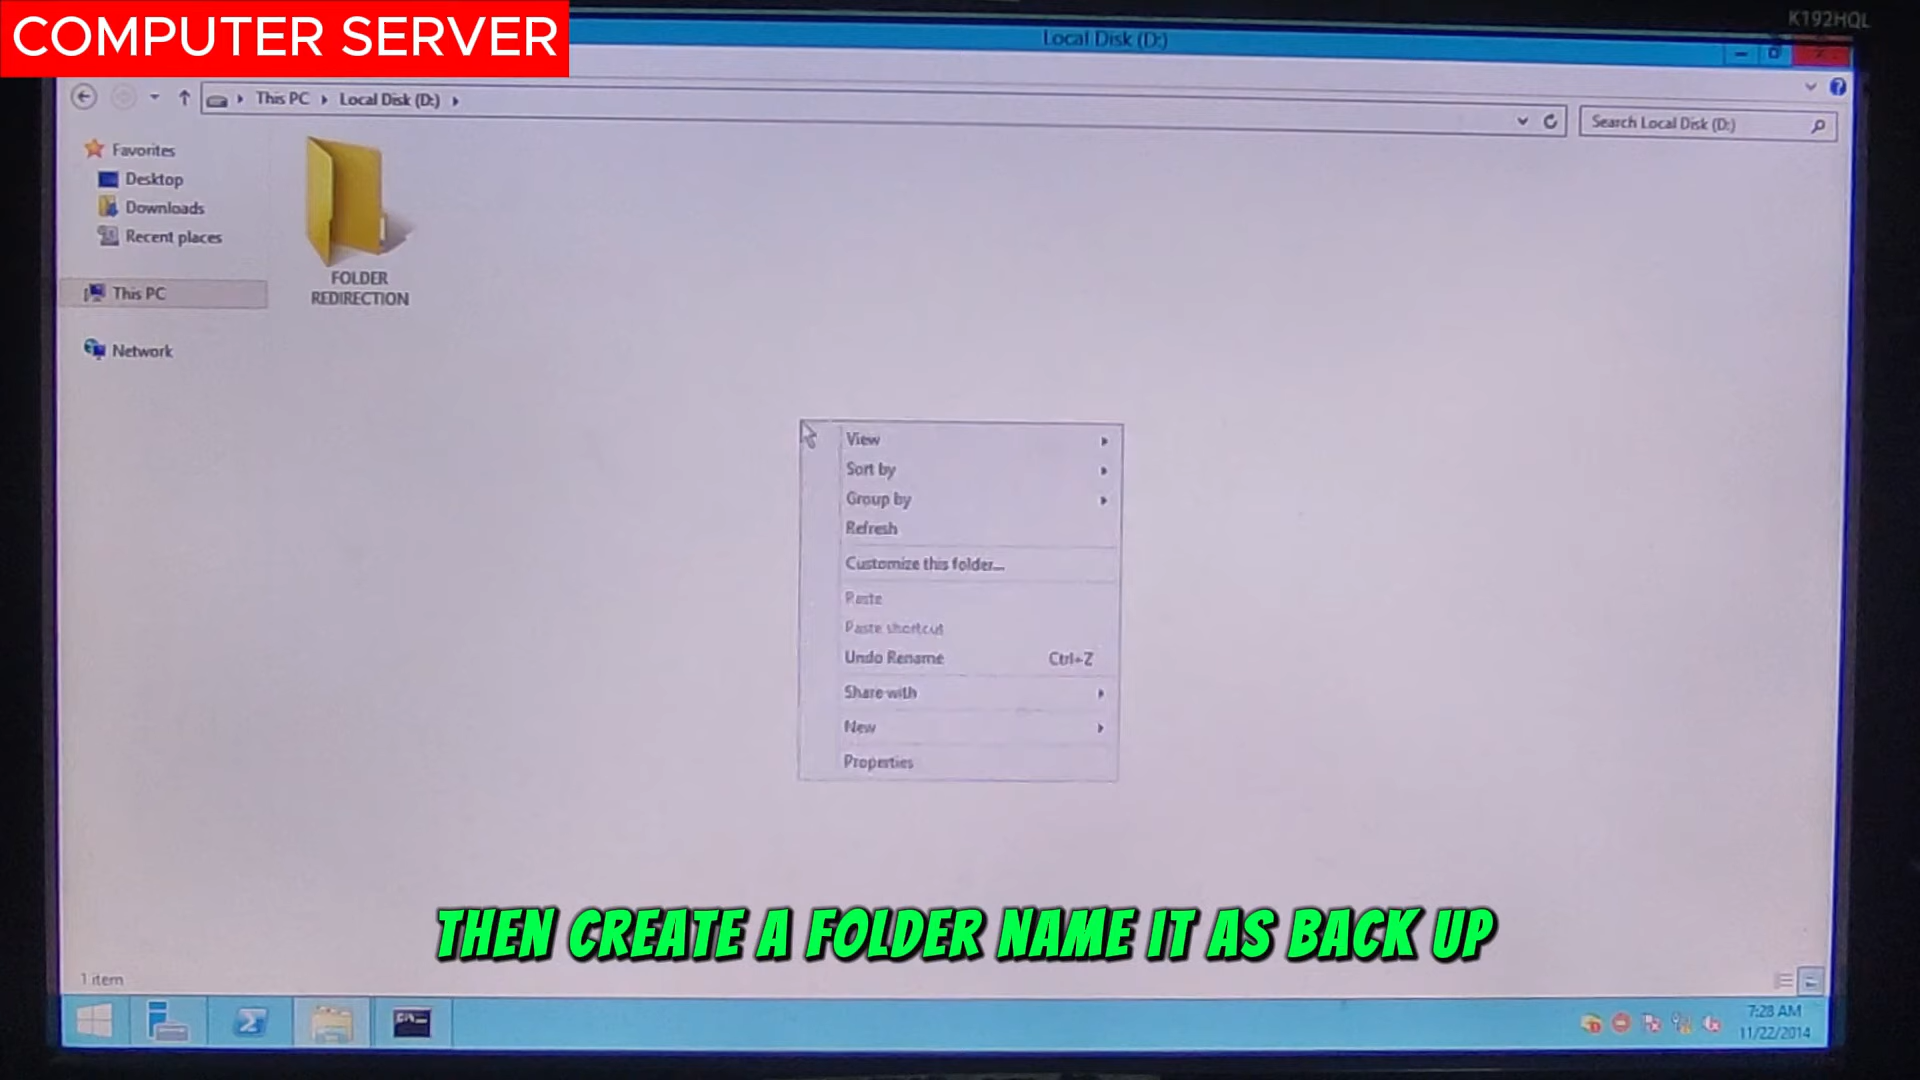 COMPUTER SERVER
K192HQL
Local Disk (D:)
This PC
Local Disk (D:)
Search Local Disk (D:)
Favorites
Desktop
Downloads
Recent places
This PC
Network
FOLDER
REDIRECTION
View
Sort by
Group by
Refresh
Customize this folder...
Paste
Paste shortcut
Undo Rename Ctrl+Z
Share with
New
Properties
THEN CREATE A FOLDER NAME IT AS BACK UP
1 item
7:28 AM
11/22/2014